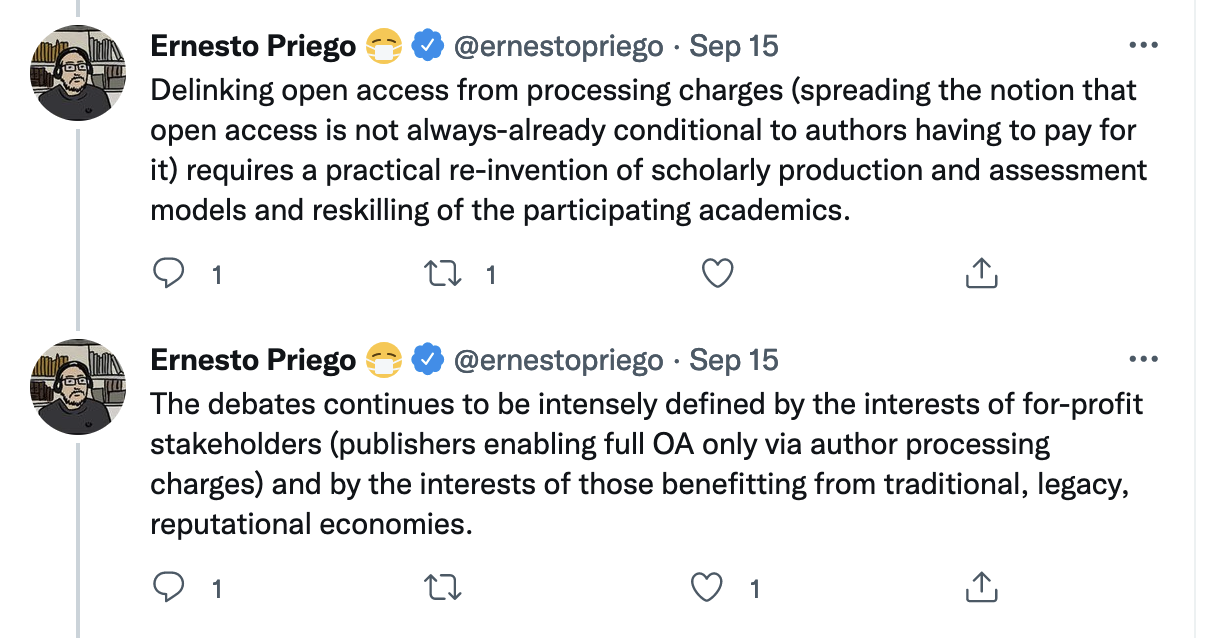 Ernesto Priego 😷 @ernestopriego · Sep 15
Delinking open access from processing charges (spreading the notion that
open access is not always-already conditional to authors having to pay for
it) requires a practical re-invention of scholarly production and assessment
models and reskilling of the participating academics.
1 1
Ernesto Priego 😷 @ernestopriego · Sep 15
The debates continues to be intensely defined by the interests of for-profit
stakeholders (publishers enabling full OA only via author processing
charges) and by the interests of those benefitting from traditional, legacy,
reputational economies.
1 1